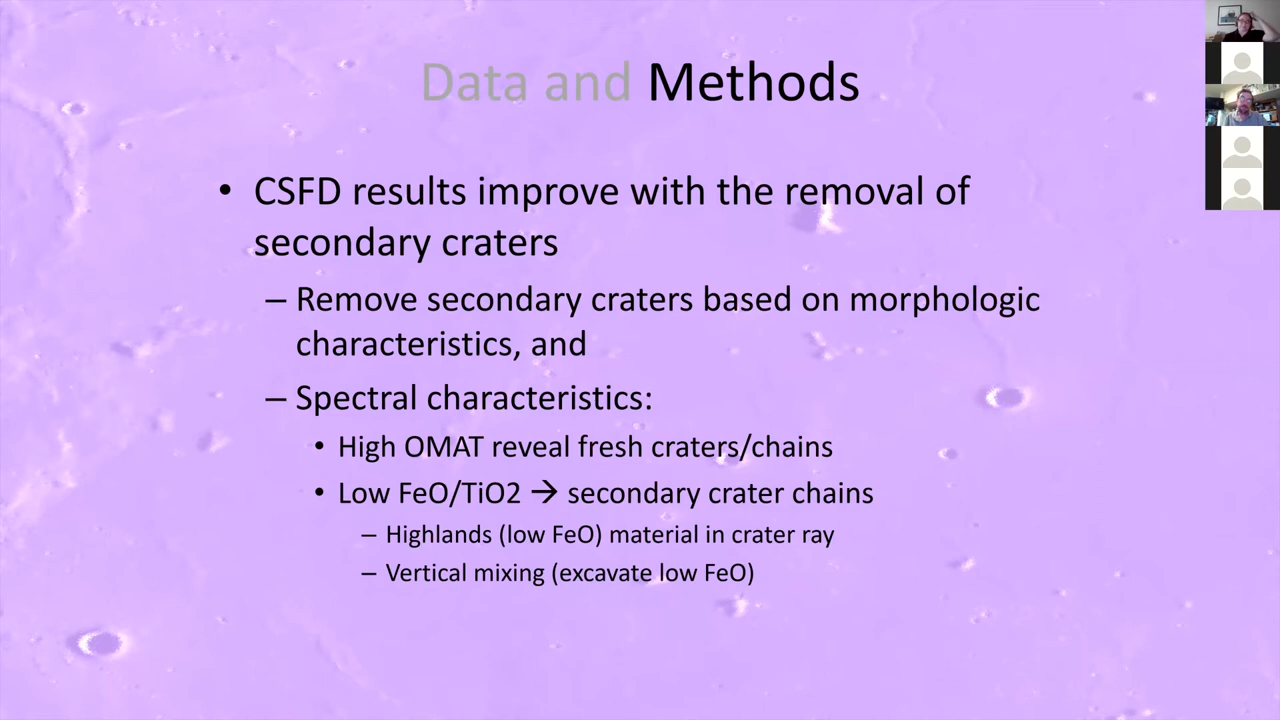 Data and Methods
• CSFD results improve with the removal of
secondary craters
– Remove secondary craters based on morphologic
characteristics, and
– Spectral characteristics:
• High OMAT reveal fresh craters/chains
• Low FeO/TiO2 → secondary crater chains
– Highlands (low FeO) material in crater ray
– Vertical mixing (excavate low FeO)